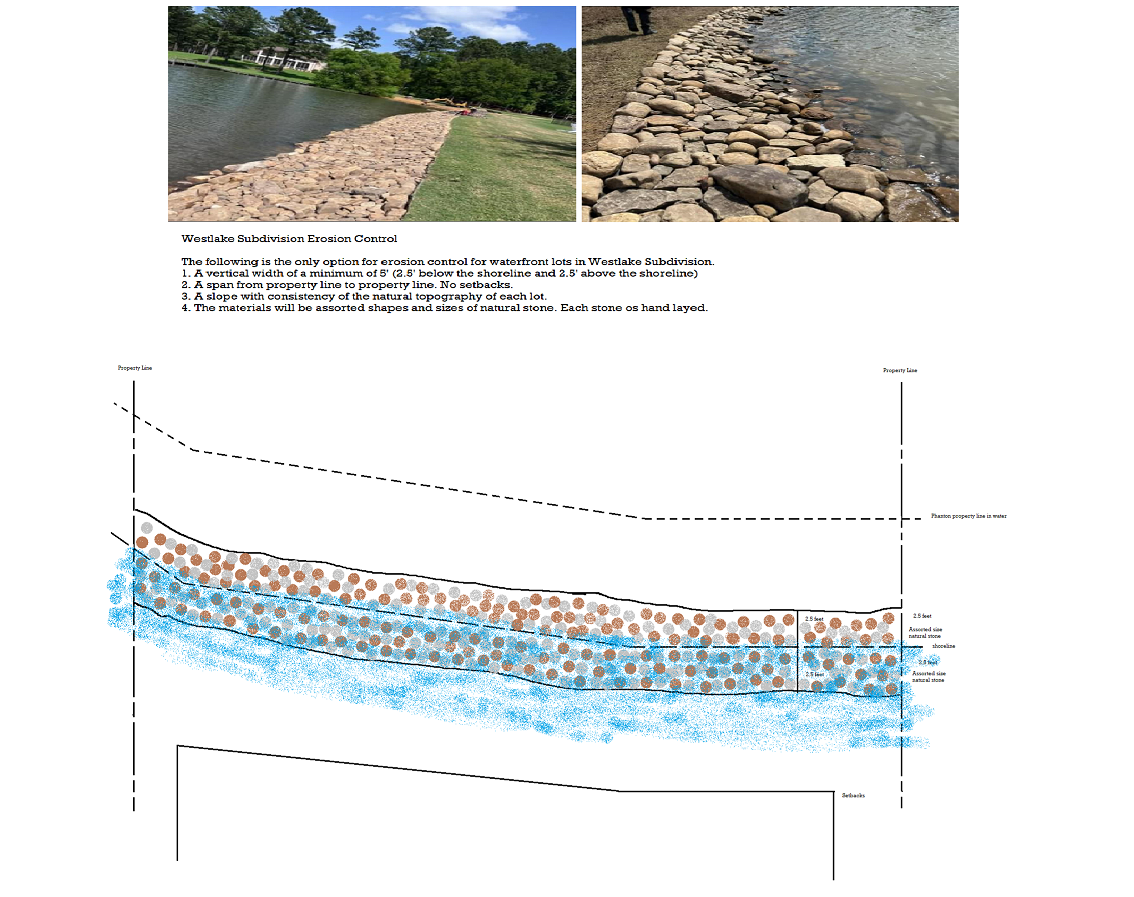 Westlake Subdivision Erosion Control
The following is the only option for erosion control for waterfront lots in Westlake Subdivision.
1. A vertical width of a minimum of 5' (2.5' below the shoreline and 2.5' above the shoreline)
2. A span from property line to property line. No setbacks.
3. A slope with consistency of the natural topography of each lot.
4. The materials will be assorted shapes and sizes of natural stone. Each stone os hand layed.
Property Line
Property Line
Phanton property line in water
2.5 feet
2.5 feet
Assorted size
natural stone
shoreline
2.5 feet
2.5 feet
Assorted size
natural stone
Setbacks